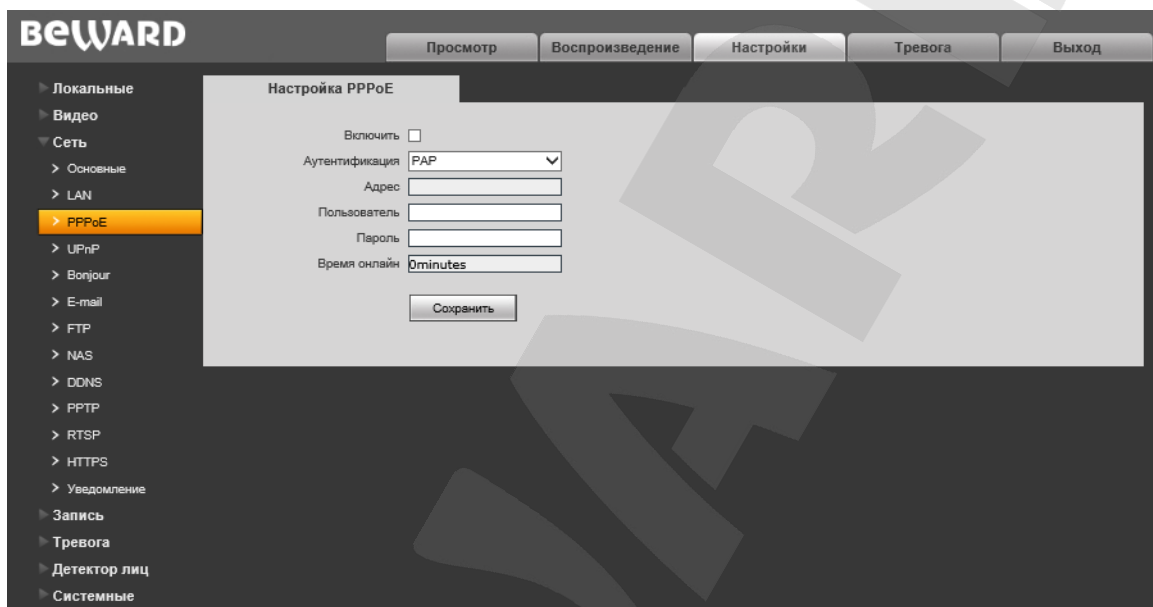 BEWARD
Просмотр Воспроизведение Настройки Тревога Выход
Локальные
Видео
Сеть
Основные
LAN
PPPoE
UPnP
Bonjour
E-mail
FTP
NAS
DDNS
PPTP
RTSP
HTTPS
Уведомление
Запись
Тревога
Детектор лиц
Системные
Настройка PPPoE
Включить
Аутентификация PAP
Адрес
Пользователь
Пароль
Время онлайн 0minutes
Сохранить